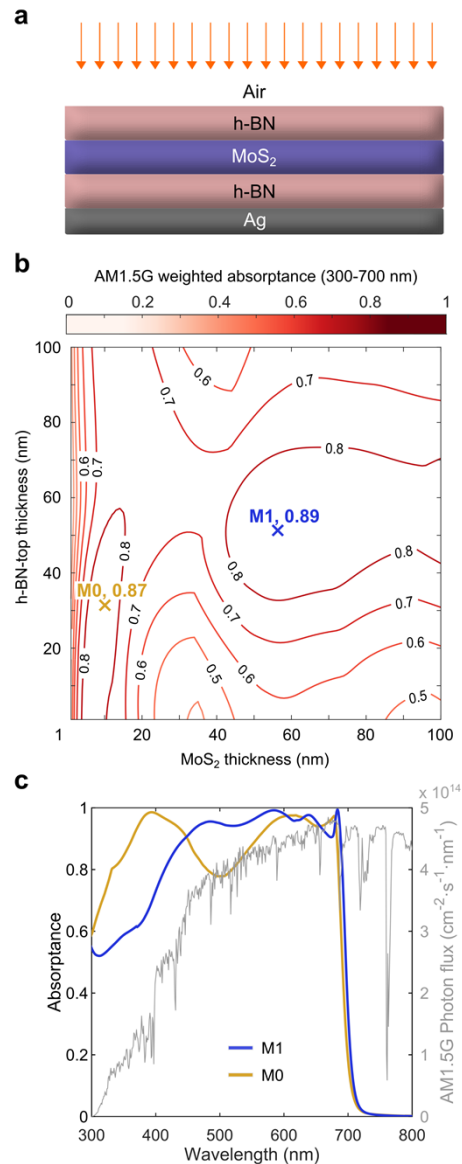 a
Air
h-BN
MoS₂
h-BN
Ag
b
AM1.5G weighted absorptance (300-700 nm)
0 0.2 0.4 0.6 0.8 1
h-BN-top thickness (nm)
100
80
60
40
20
1 20 40 60 80 100
MoS₂ thickness (nm)
0.6
0.7
0.7
0.6
0.7
0.8
M1, 0.89
0.8
M0, 0.87
0.8
0.8
0.8
0.7
0.7
0.7
0.6
0.6
0.6
0.5
0.5
c
x 10¹⁴
Absorptance
1
0.8
0.6
0.4
0.2
0
M1
M0
5
4
3
2
1
0
AM1.5G Photon flux (cm⁻²·s⁻¹·nm⁻¹)
300 400 500 600 700 800
Wavelength (nm)